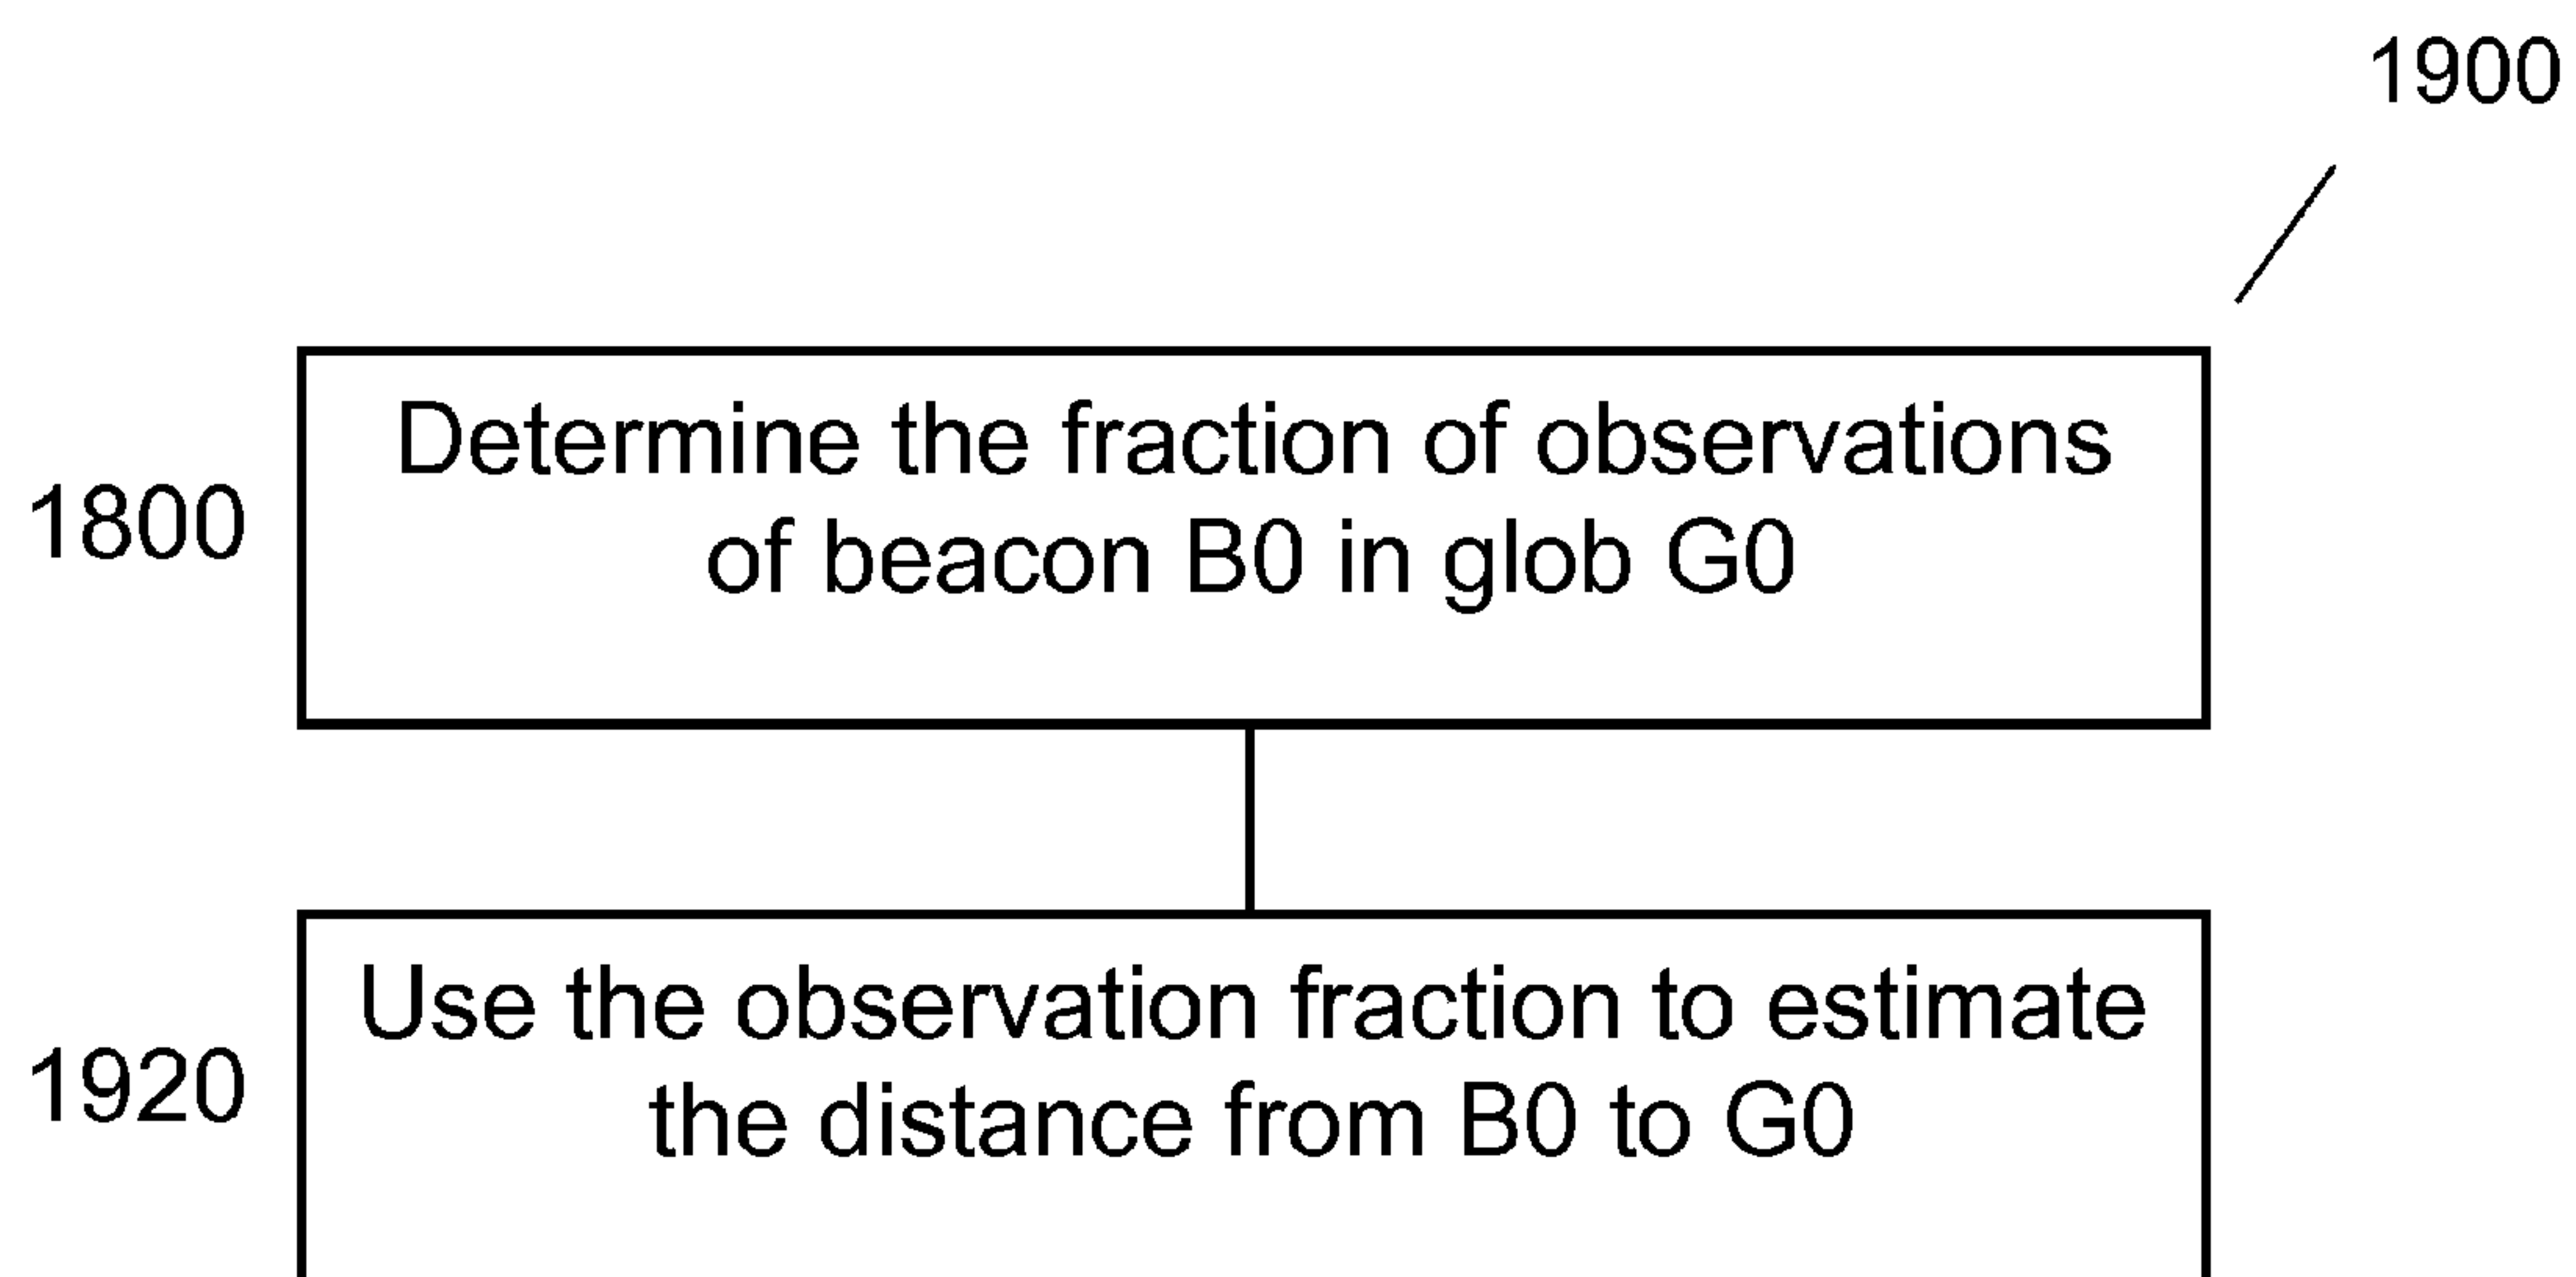 1900
Determine the fraction of observations
1800
of beacon B0 in glob G0
Use the observation fraction to estimate
1920
the distance from B0 to G0